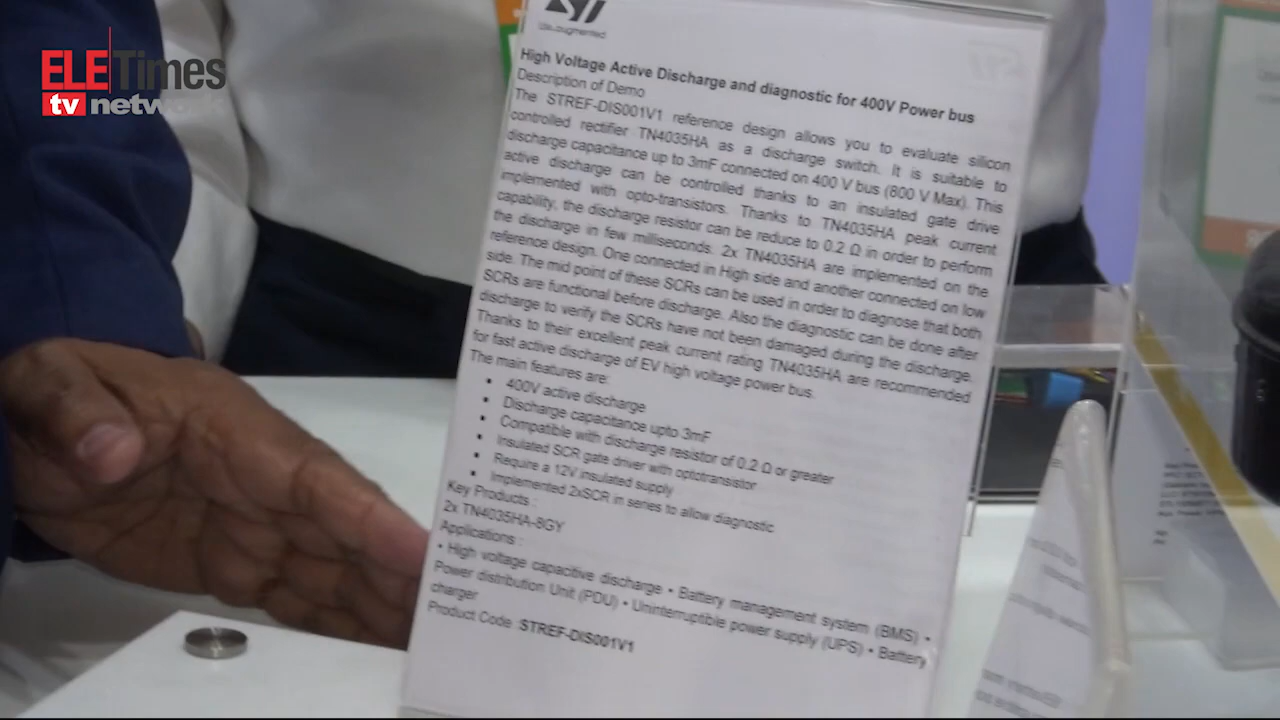 ELETimes
tv network
ST
life.augmented
High Voltage Active Discharge and diagnostic for 400V Power bus
Description of Demo
The STREF-DIS001V1 reference design allows you to evaluate silicon
controlled rectifier TN4035HA as a discharge switch. It is suitable to
discharge capacitance up to 3mF connected on 400 V bus (800 V Max). This
active discharge can be controlled thanks to an insulated gate drive
implemented with opto-transistors. Thanks to TN4035HA peak current
capability, the discharge resistor can be reduce to 0.2 Ω in order to perform
the discharge in few milliseconds. 2x TN4035HA are implemented on the
reference design. One connected in High side and another connected on low
side. The mid point of these SCRs can be used in order to diagnose that both
SCRs are functional before discharge. Also the diagnostic can be done after
discharge to verify the SCRs have not been damaged during the discharge.
Thanks to their excellent peak current rating TN4035HA are recommended
for fast active discharge of EV high voltage power bus.
The main features are:
• 400V active discharge
• Discharge capacitance upto 3mF
• Compatible with discharge resistor of 0.2 Ω or greater
• Insulated SCR gate driver with optotransistor
• Require a 12V insulated supply
• Implemented 2xSCR in series to allow diagnostic
Key Products :
2x TN4035HA-8GY
Applications :
• High voltage capacitive discharge • Battery management system (BMS) •
Power distribution Unit (PDU) • Uninterruptible power supply (UPS) • Battery
charger
Product Code: STREF-DIS001V1